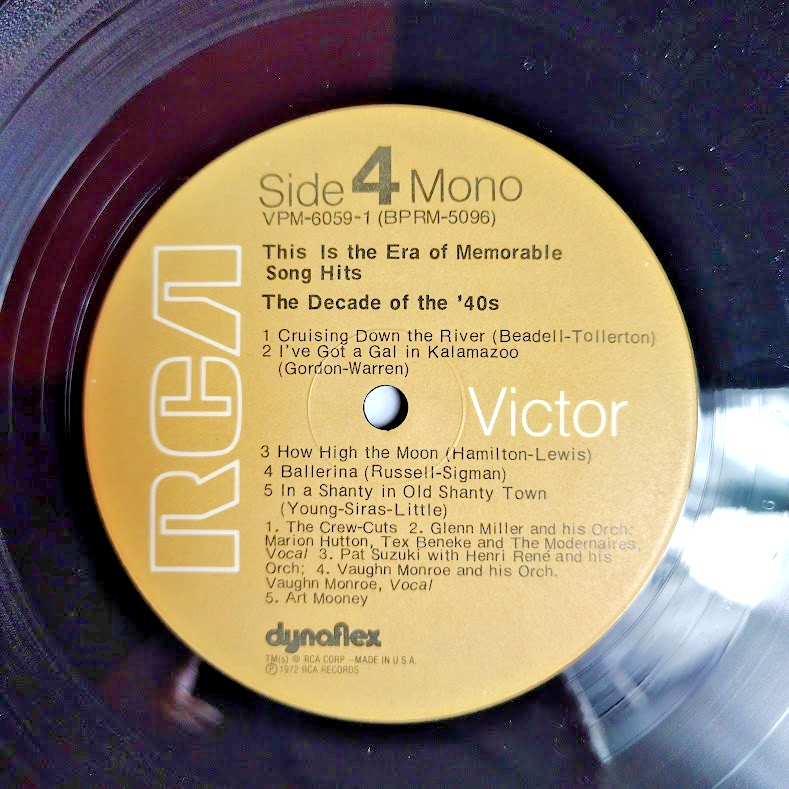 Side 4 Mono
VPM-6059-1 (BPRM-5096)
This Is the Era of Memorable
Song Hits
The Decade of the '40s
1 Cruising Down the River (Beadell-Tollerton)
2 I've Got a Gal in Kalamazoo
(Gordon-Warren)
RCA
Victor
3 How High the Moon (Hamilton-Lewis)
4 Ballerina (Russell-Sigman)
5 In a Shanty in Old Shanty Town
(Young-Siras-Little)
1. The Crew-Cuts 2. Glenn Miller and his Orch;
Marion Hutton, Tex Beneke and The Modernaires,
Vocal 3. Pat Suzuki with Henri René and his
Orch; 4. Vaughn Monroe and his Orch.
Vaughn Monroe, Vocal
5. Art Mooney
dynaflex
TM(s) ® RCA CORP – MADE IN U.S.A.
Ⓟ 1972 RCA RECORDS